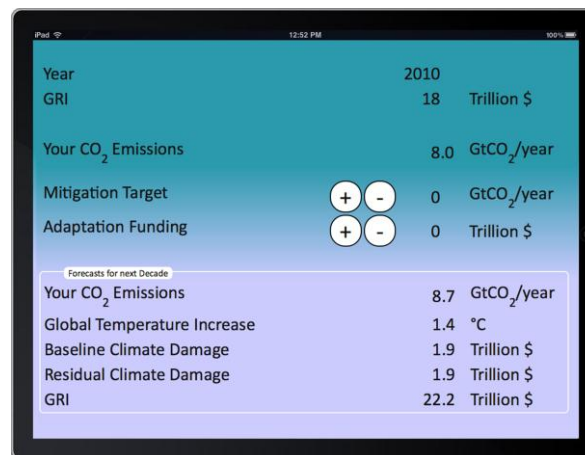 iPad 12:52 PM 100%
Year 2010
GRI 18 Trillion $
Your CO₂ Emissions 8.0 GtCO₂/year
Mitigation Target + - 0 GtCO₂/year
Adaptation Funding + - 0 Trillion $
Forecasts for next Decade
Your CO₂ Emissions 8.7 GtCO₂/year
Global Temperature Increase 1.4 °C
Baseline Climate Damage 1.9 Trillion $
Residual Climate Damage 1.9 Trillion $
GRI 22.2 Trillion $